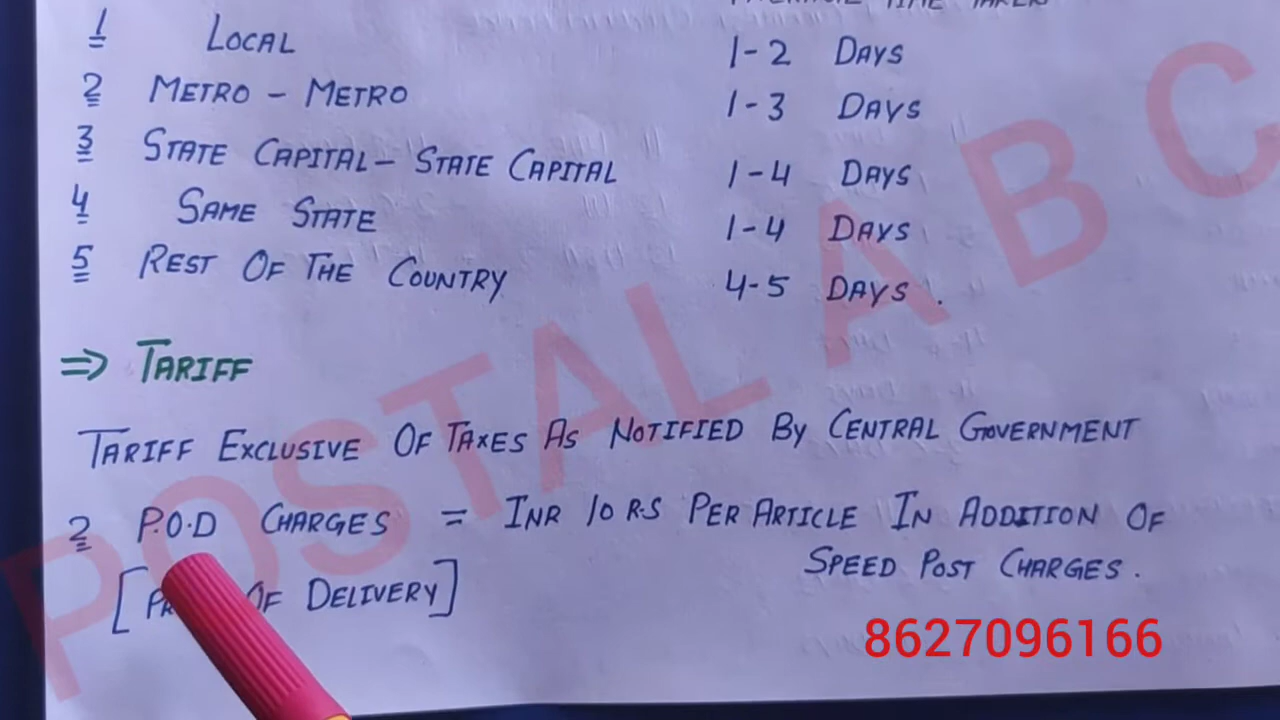 1 LOCAL 1-2 DAYS
2 METRO - METRO 1-3 DAYS
3 STATE CAPITAL - STATE CAPITAL 1-4 DAYS
4 SAME STATE 1-4 DAYS
5 REST OF THE COUNTRY 4-5 DAYS.
⇒ TARIFF
TARIFF EXCLUSIVE OF TAXES AS NOTIFIED BY CENTRAL GOVERNMENT
2 P.O.D CHARGES = INR 10 R.S PER ARTICLE IN ADDITION OF
SPEED POST CHARGES.
[ OF DELIVERY]
8627096166
POSTAL ABC